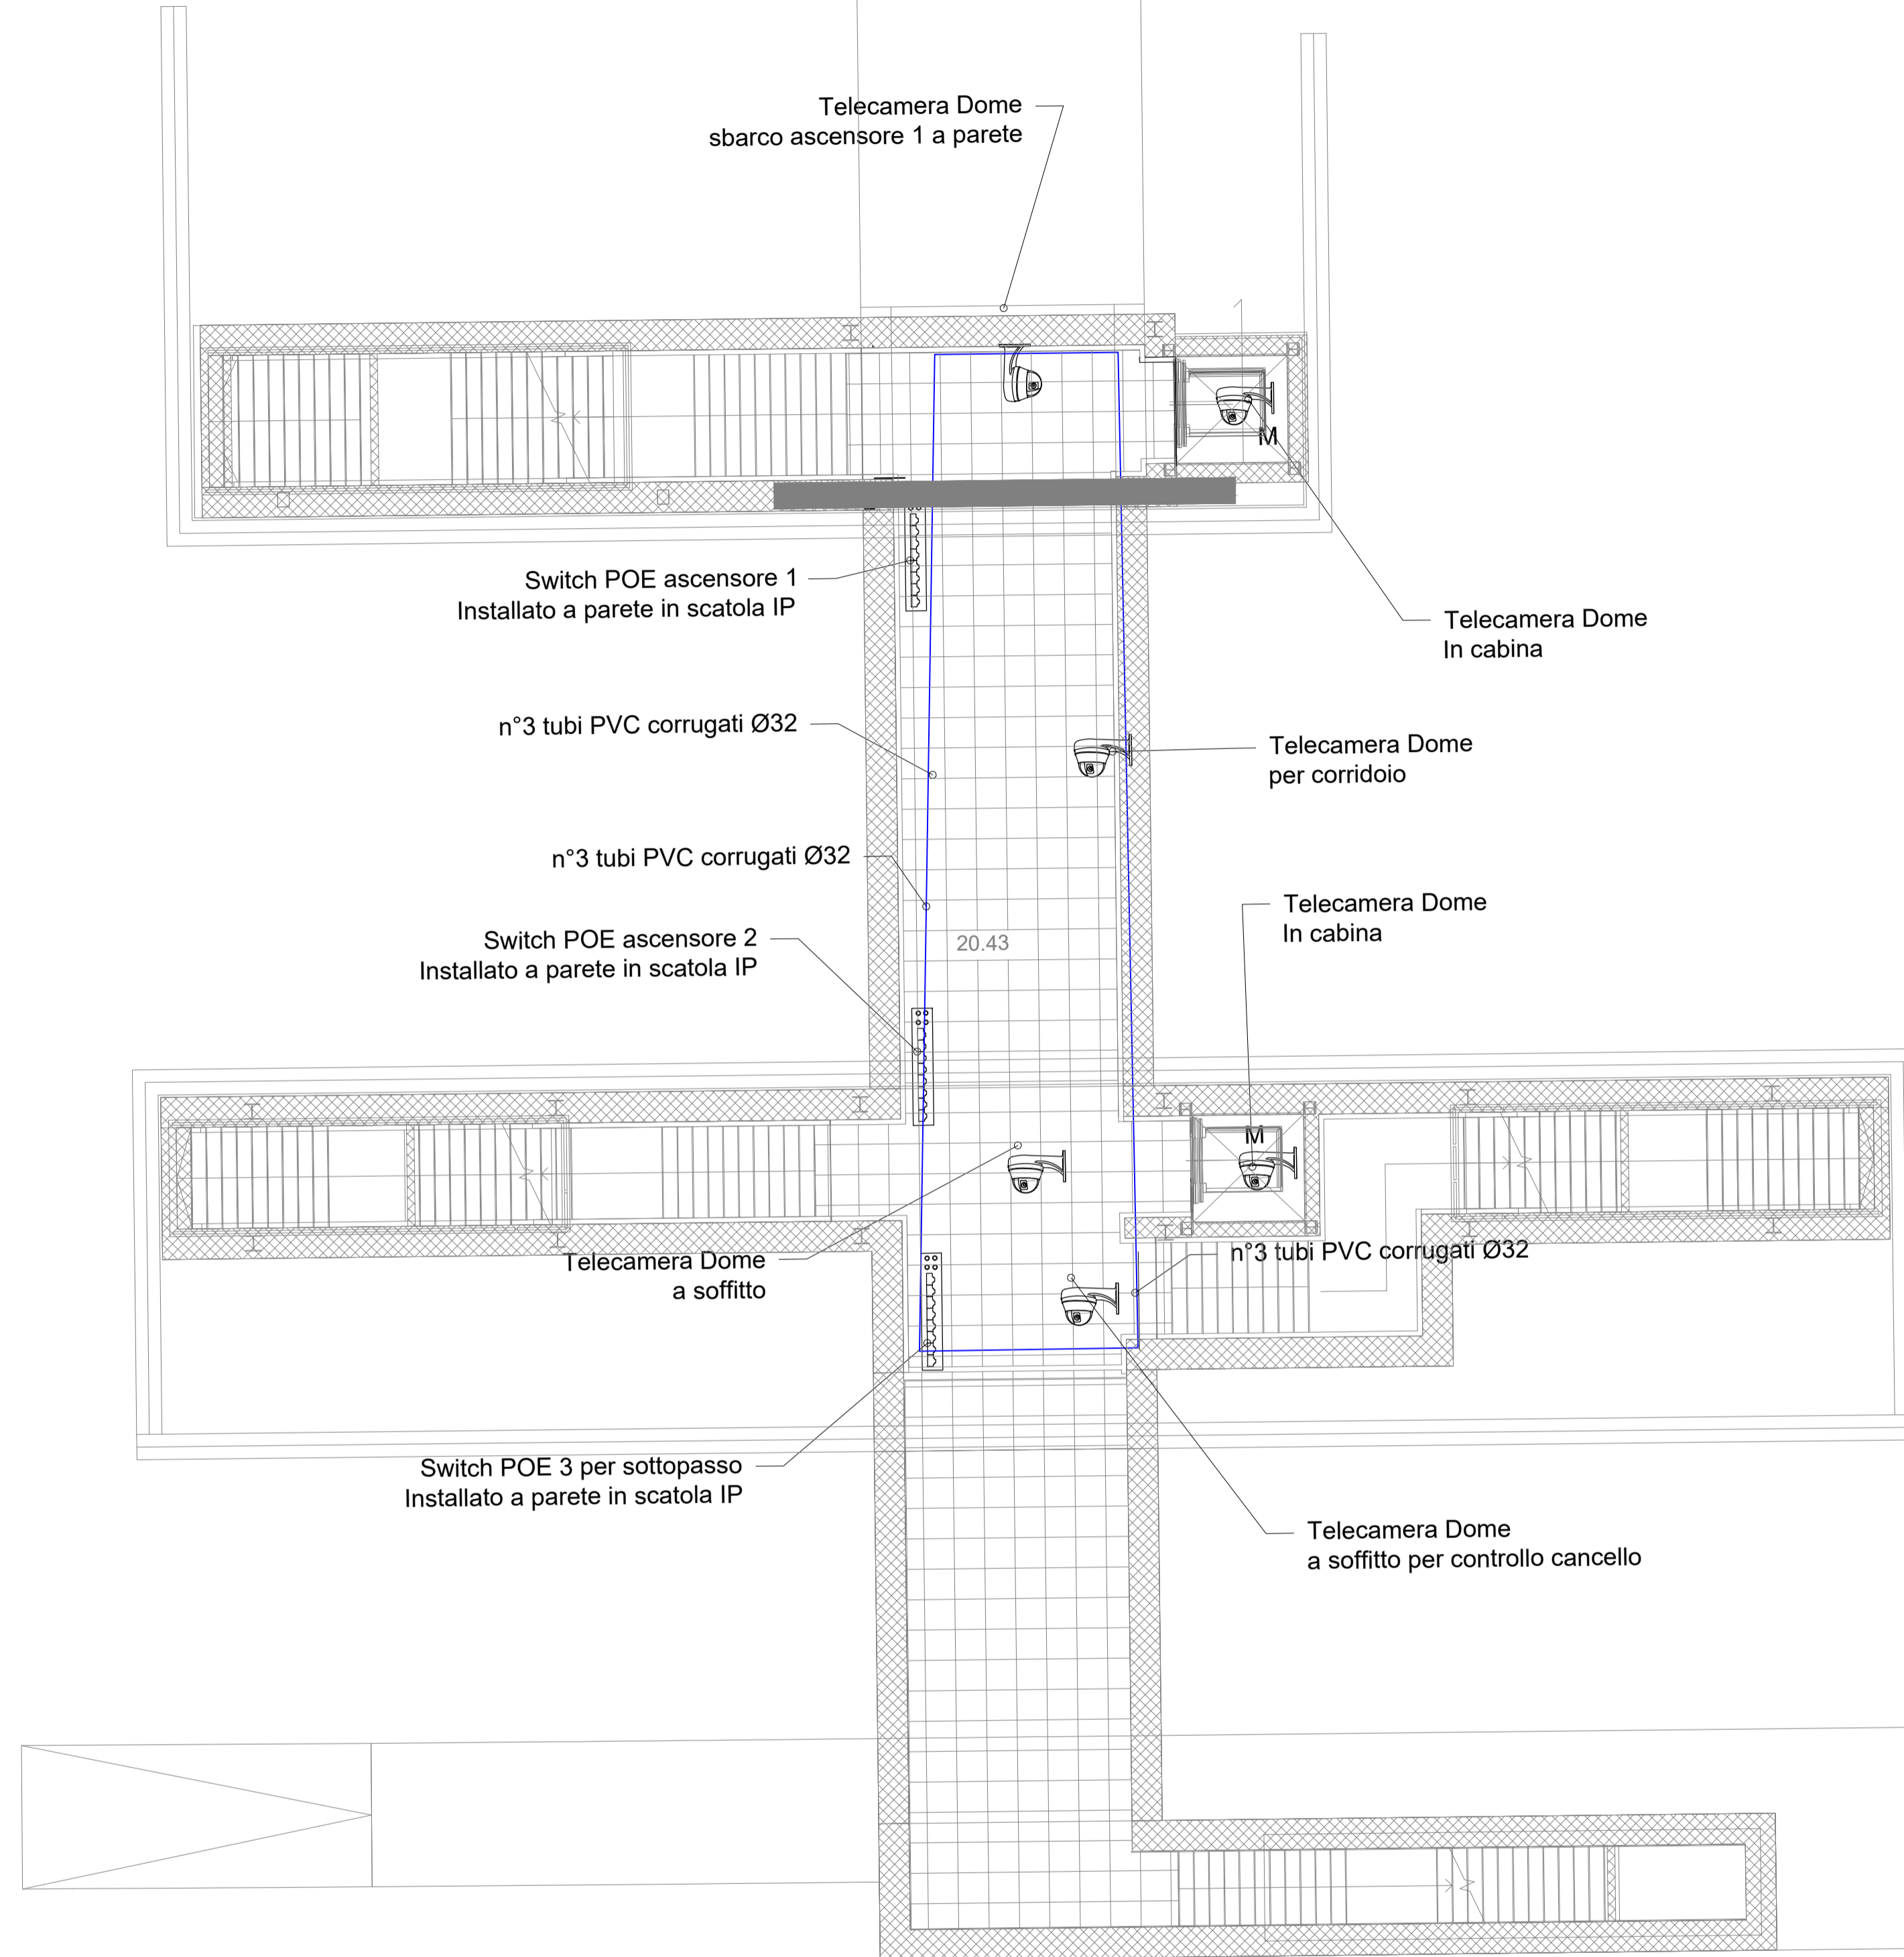 Telecamera Dome
sbarco ascensore 1 a parete
M
Switch POE ascensore 1
Installato a parete in scatola IP
Telecamera Dome
In cabina
n°3 tubi PVC corrugati Ø32
Telecamera Dome
per corridoio
n°3 tubi PVC corrugati Ø32
Telecamera Dome
In cabina
Switch POE ascensore 2
Installato a parete in scatola IP
20.43
M
Telecamera Dome
a soffitto
n°3 tubi PVC corrugati Ø32
Switch POE 3 per sottopasso
Installato a parete in scatola IP
Telecamera Dome
a soffitto per controllo cancello